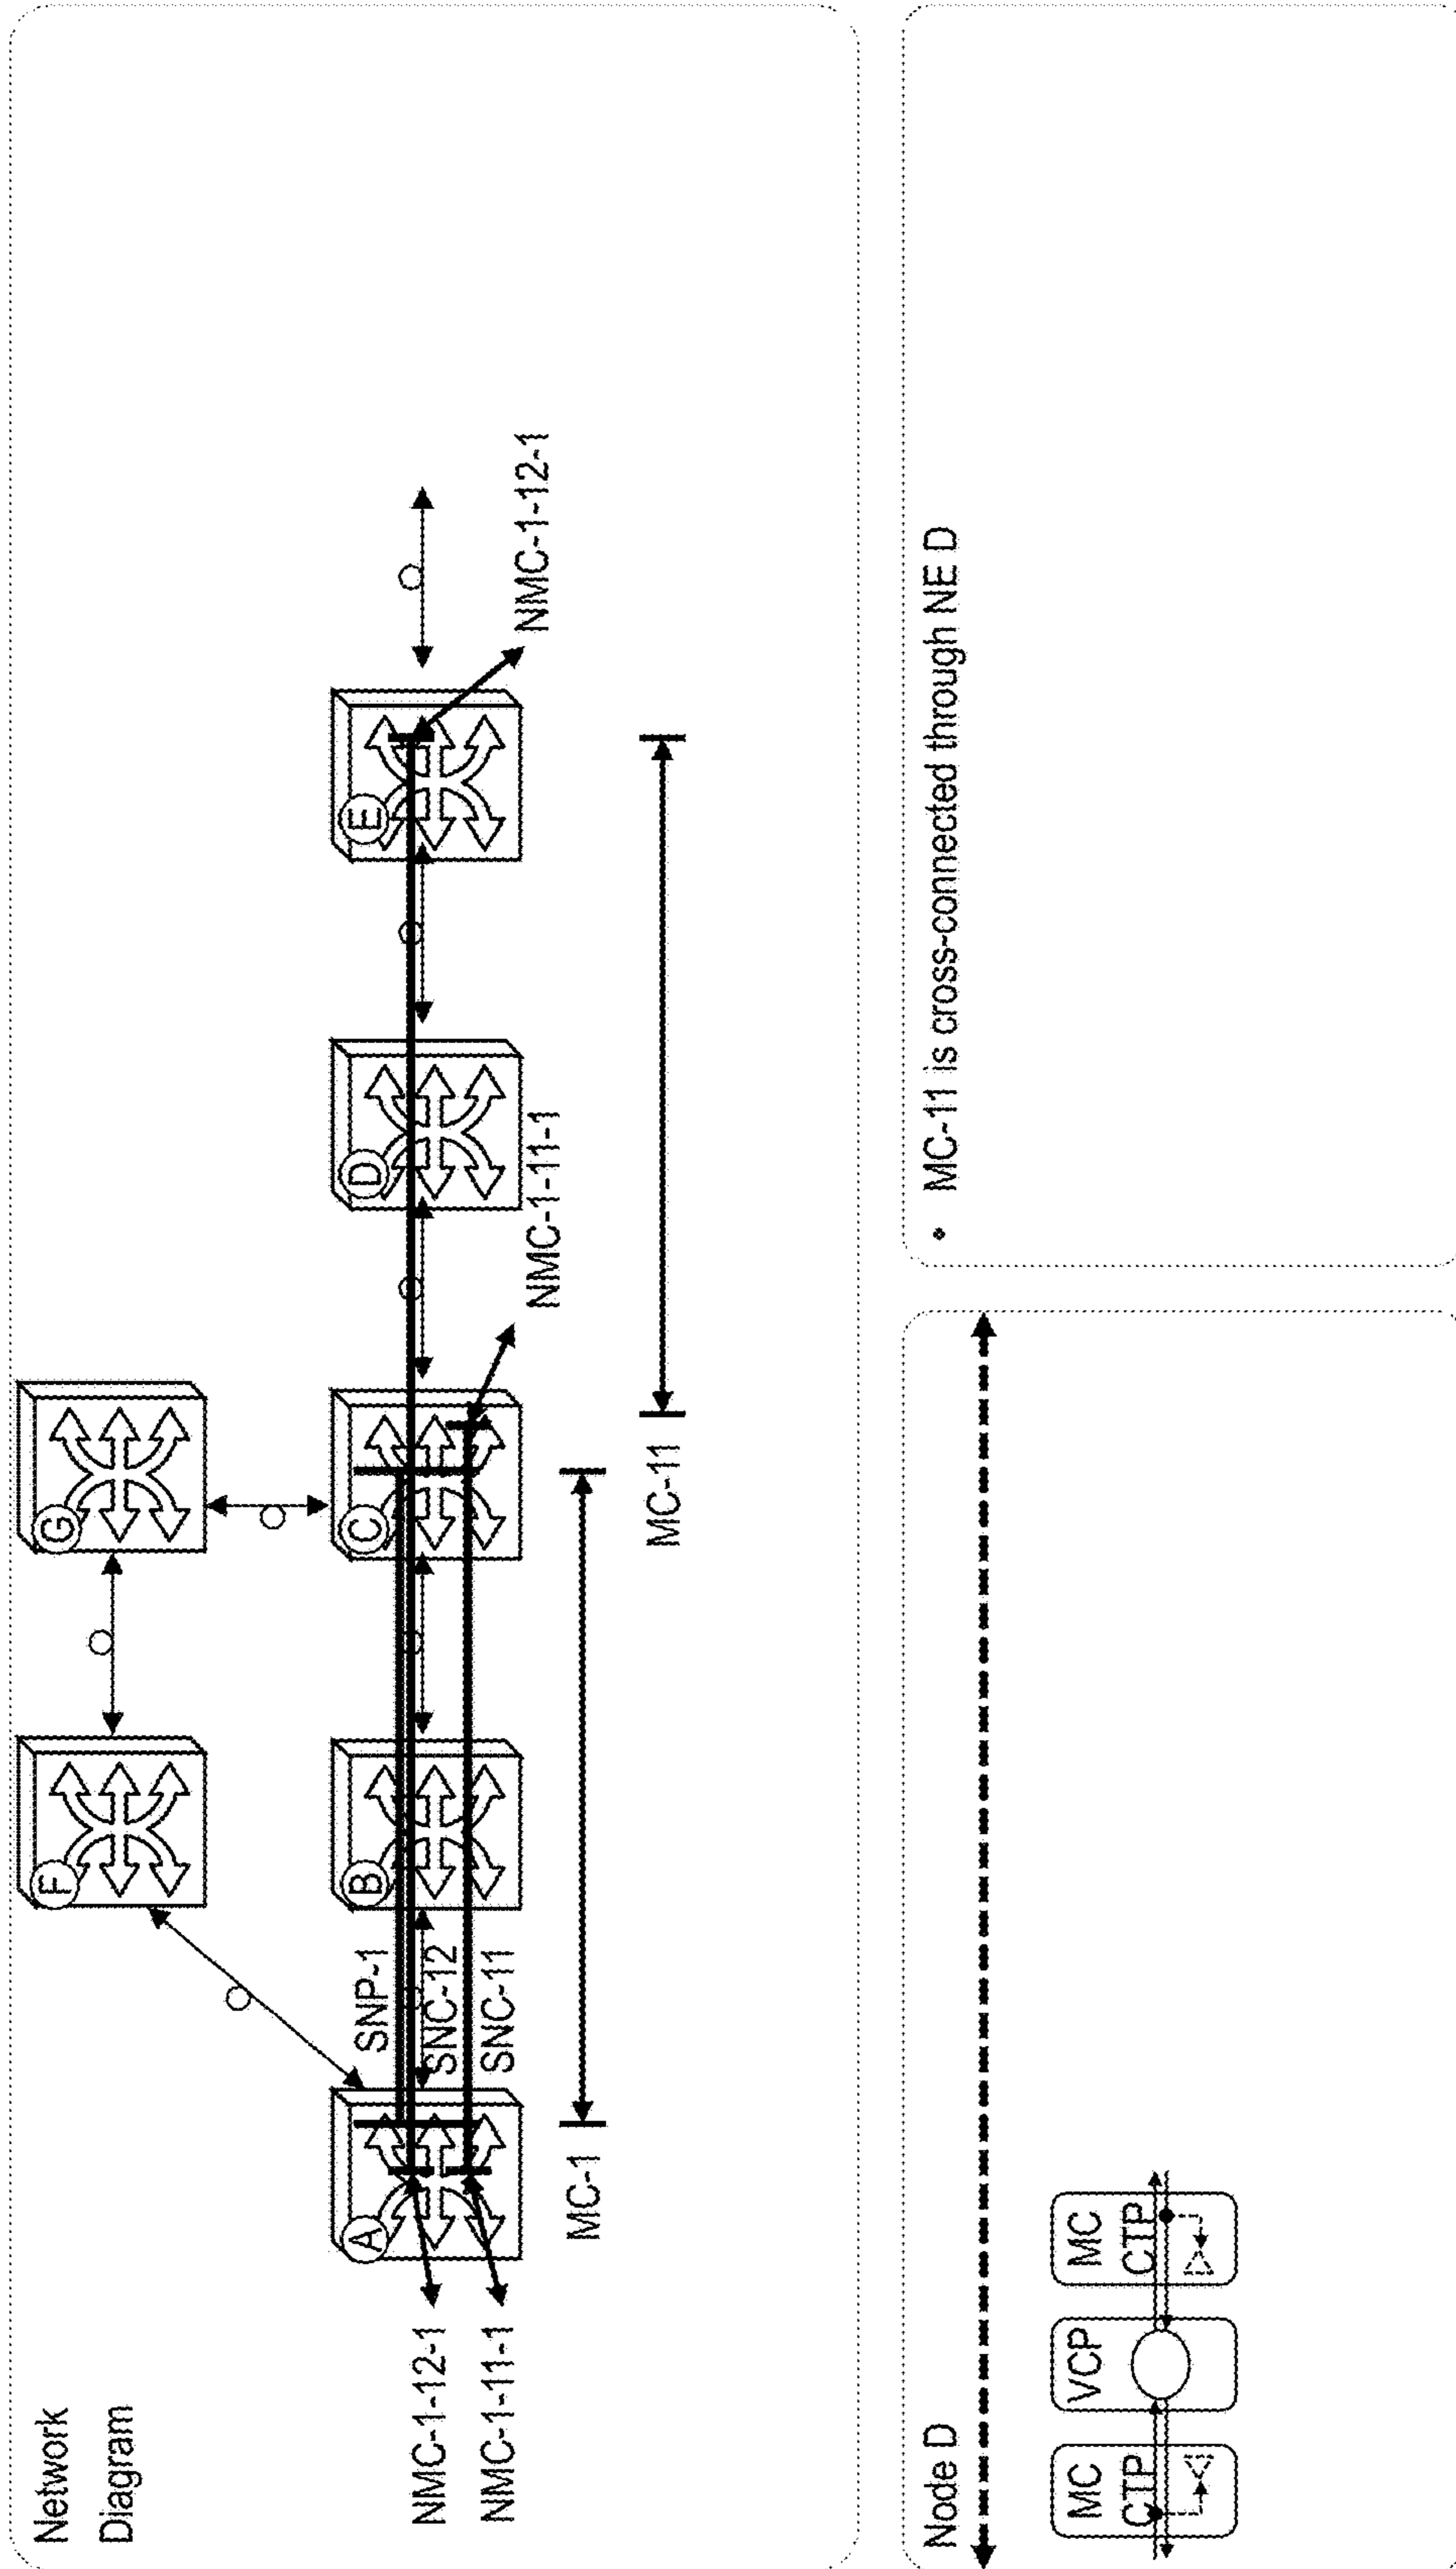 Network
Diagram
F
G
A
B
C
D
E
SNP-1
SNC-12
SNC-11
NMC-1-12-1
NMC-1-11-1
NMC-1-11-1
NMC-1-12-1
MC-1
MC-11
Node D
MC
CTP
VCP
MC
CTP
• MC-11 is cross-connected through NE D